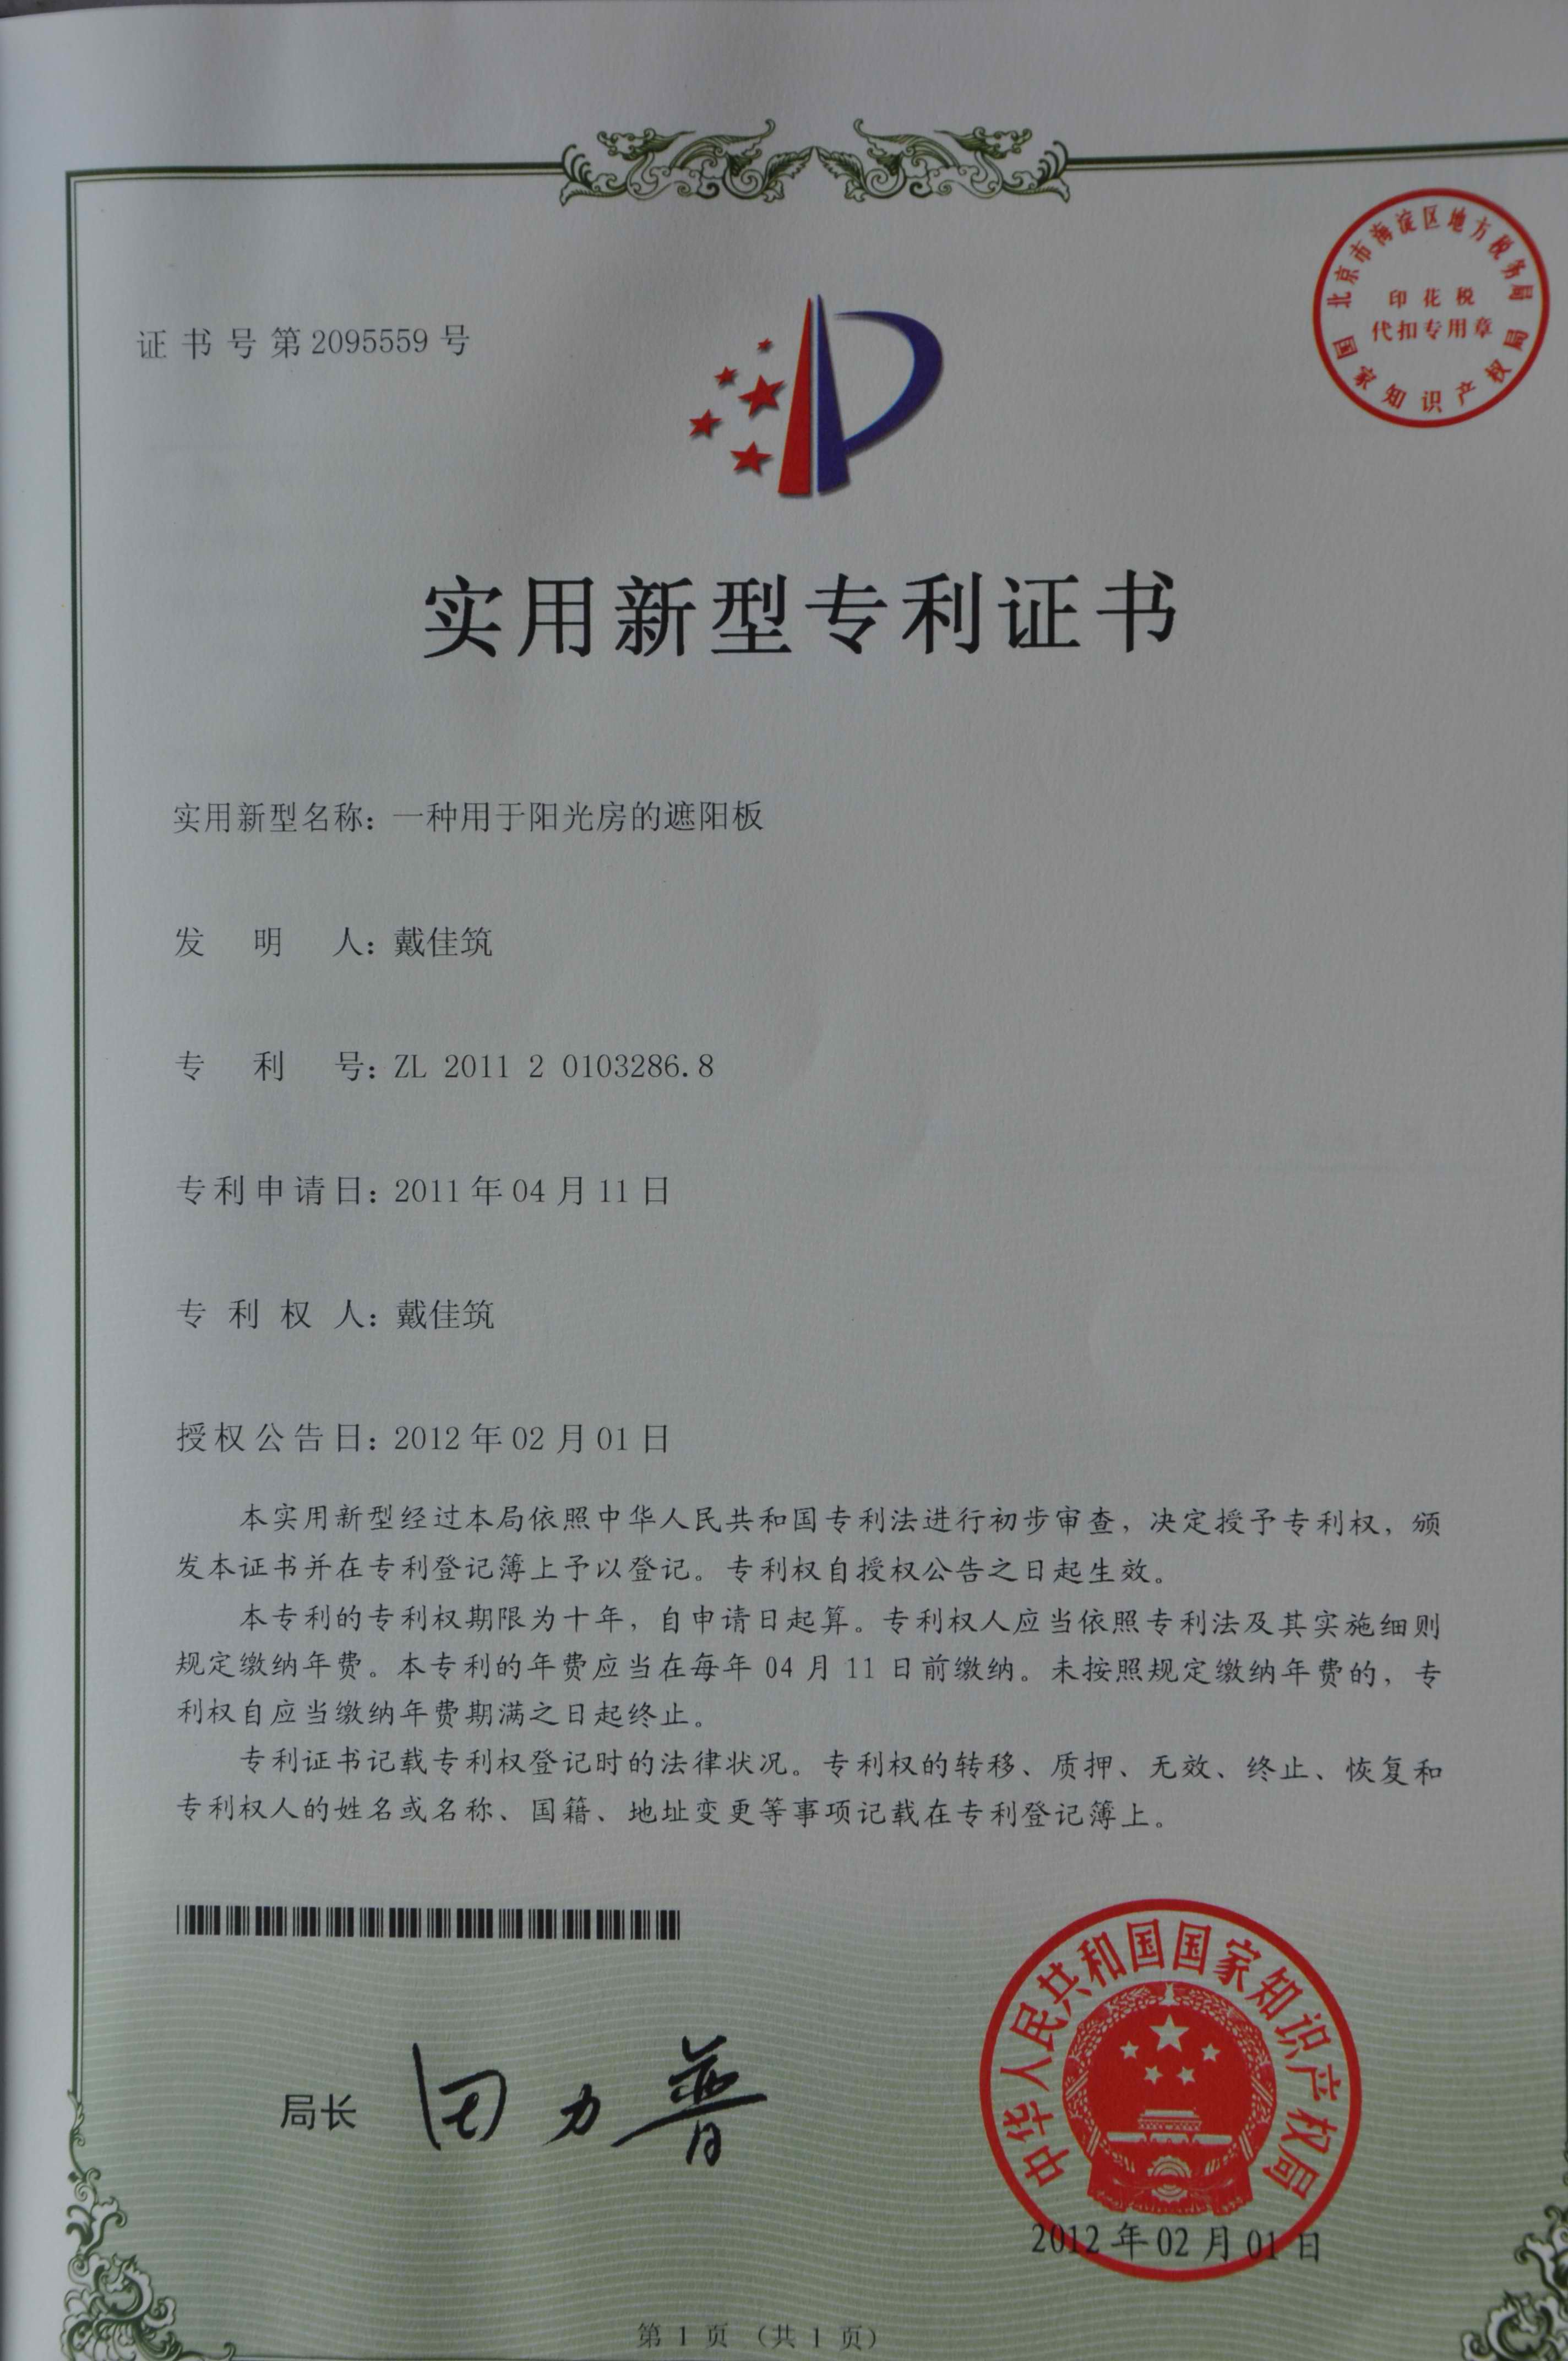 证书号第2095559号
北京市海淀区地方税务局
印花税
代扣专用章
国家知识产权局
实用新型专利证书
实用新型名称：一种用于阳光房的遮阳板
发明人：戴佳筑
专利号：ZL 2011 2 0103286.8
专利申请日：2011年04月11日
专利权人：戴佳筑
授权公告日：2012年02月01日
本实用新型经过本局依照中华人民共和国专利法进行初步审查，决定授予专利权，颁
发本证书并在专利登记簿上予以登记。专利权自授权公告之日起生效。
本专利的专利权期限为十年，自申请日起算。专利权人应当依照专利法及其实施细则
规定缴纳年费。本专利的年费应当在每年04月11日前缴纳。未按照规定缴纳年费的，专
利权自应当缴纳年费期满之日起终止。
专利证书记载专利权登记时的法律状况。专利权的转移、质押、无效、终止、恢复和
专利权人的姓名或名称、国籍、地址变更等事项记载在专利登记簿上。
局长 田力普
中华人民共和国国家知识产权局
2012年02月01日
第1页（共1页）